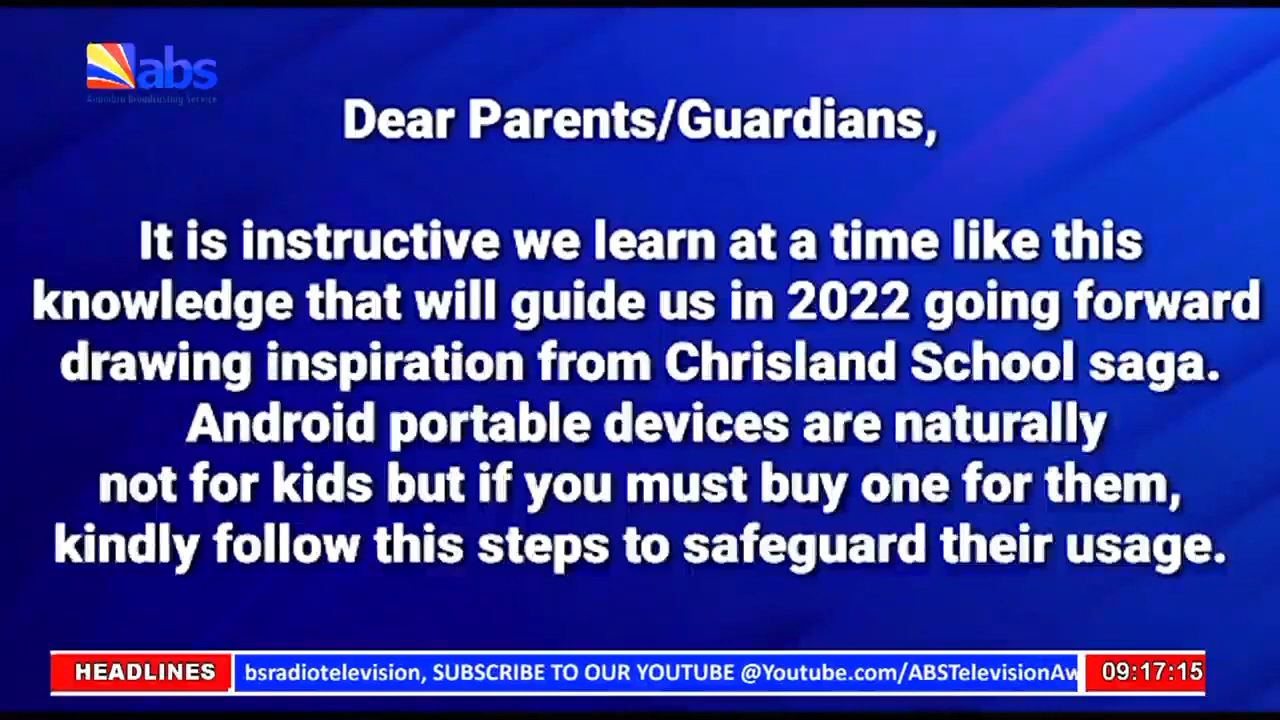 abs
Anambra Broadcasting Service
Dear Parents/Guardians,
It is instructive we learn at a time like this
knowledge that will guide us in 2022 going forward
drawing inspiration from Chrisland School saga.
Android portable devices are naturally
not for kids but if you must buy one for them,
kindly follow this steps to safeguard their usage.
HEADLINES bsradiotelevision, SUBSCRIBE TO OUR YOUTUBE @Youtube.com/ABSTelevisionAw 09:17:15